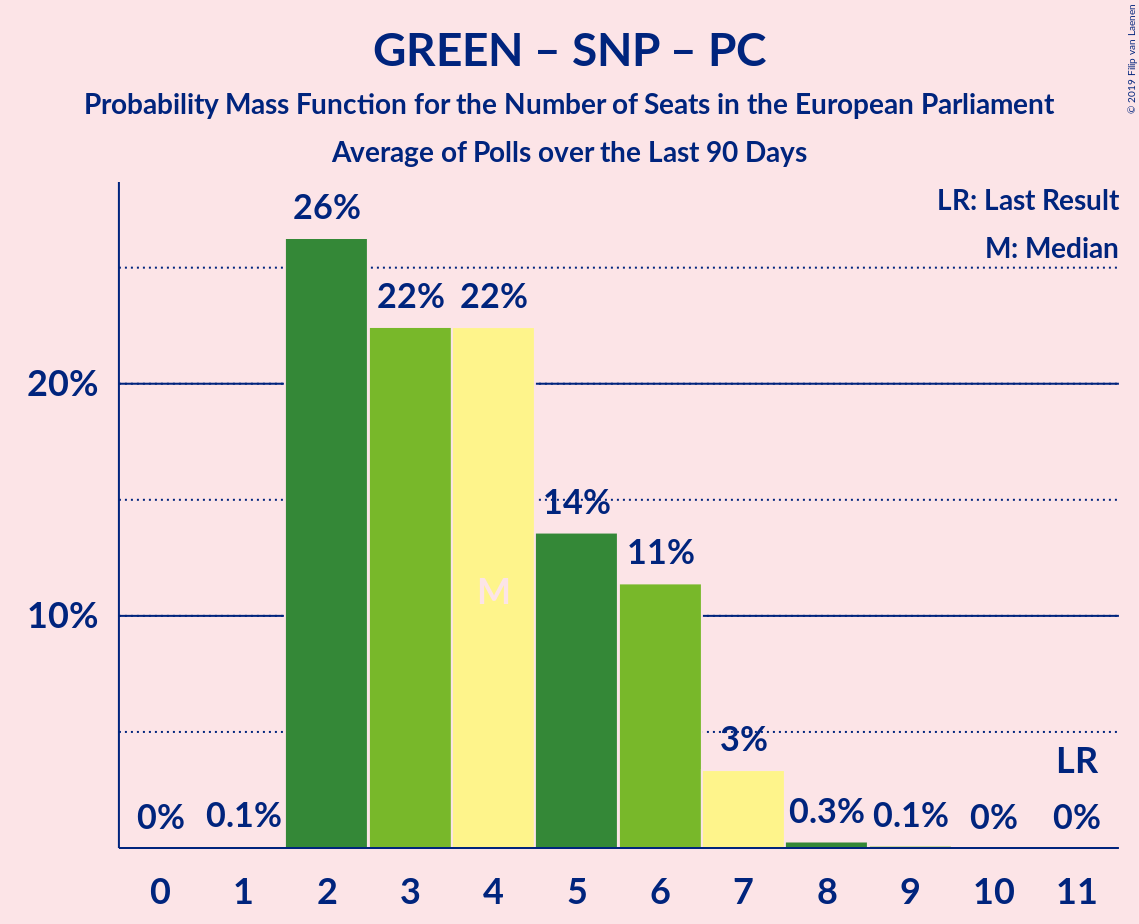 GREEN – SNP – PC
Probability Mass Function for the Number of Seats in the European Parliament
Average of Polls over the Last 90 Days
© 2019 Filip van Laenen
LR: Last Result
M: Median
26%
22% 22%
20%
14%
11%
M
10%
3%
LR
0% 0.1% 0.3% 0.1% 0% 0%
0 1 2 3 4 5 6 7 8 9 10 11